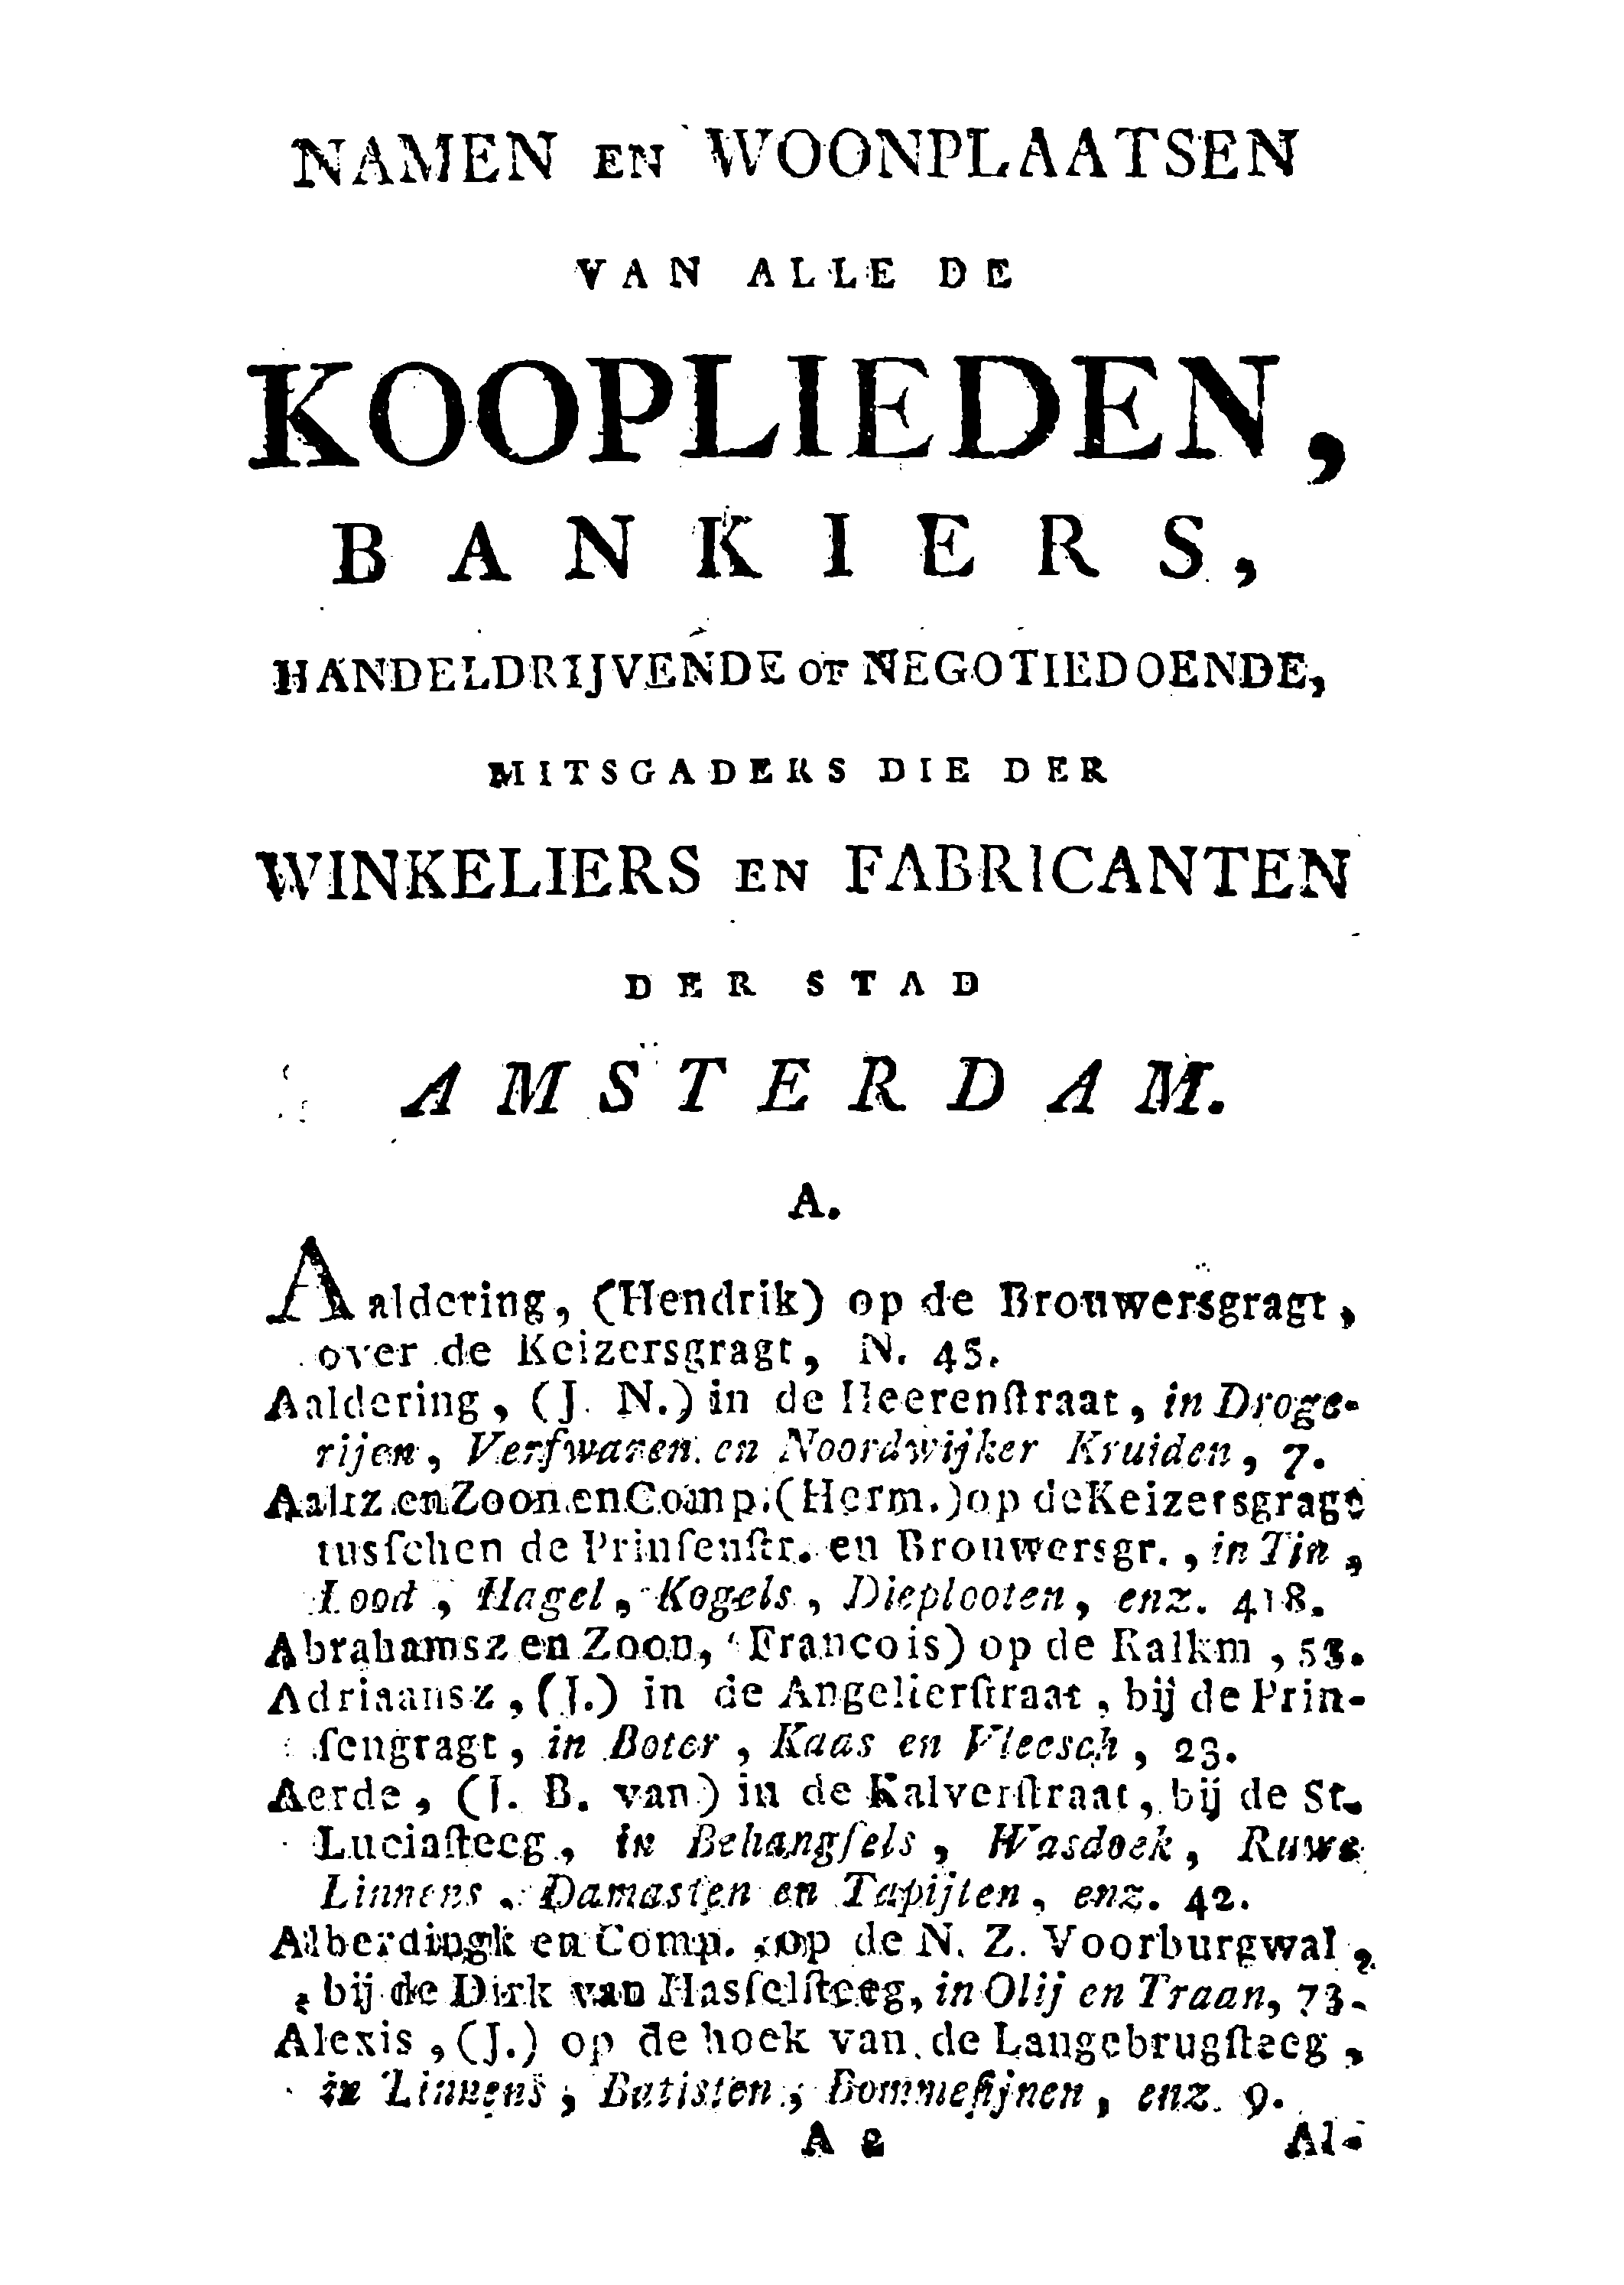 NAMEN EN WOONPLAATSEN
VAN ALLE DE
KOOPLIEDEN,
BANKIERS,
HANDELDRIJVENDE OF NEGOTIEDOENDE,
MITSGADERS DIE DER
WINKELIERS EN FABRICANTEN
DER STAD
AMSTERDAM.
A.
Aaldering, (Hendrik) op de Brouwersgragt,
over de Keizersgragt, N. 45.
Aaldering, (J. N.) in de Heerenſtraat, in Droge-
rijen, Verfwaren en Noordwijker Kruiden, 7.
Aaltz en Zoon en Comp. (Herm.) op de Keizersgragt
tusſchen de Prinſenſtr. en Brouwersgr., in Tin,
Lood, Hagel, Kogels, Dieplooten, enz. 418.
Abrahamsz en Zoon, (Francois) op de Kalkm, 53.
Adriaansz, (J.) in de Angelierſtraat, bij de Prin-
ſengragt, in Boter, Kaas en Vleesch, 23.
Aerde, (J. B. van) in de Kalverſtraat, bij de St.
Luciaſteeg, in Behangſels, Wasdoek, Ruwe
Linnens, Damasten en Tapijten, enz. 42.
Alberdingk en Comp. op de N. Z. Voorburgwal,
bij de Dirk van Hasſelſteeg, in Olij en Traan, 73.
Alexis, (J.) op de hoek van de Langebrugſteeg,
in Linnens, Batisten, Bommeſijnen, enz. 9.
A 2 Al-